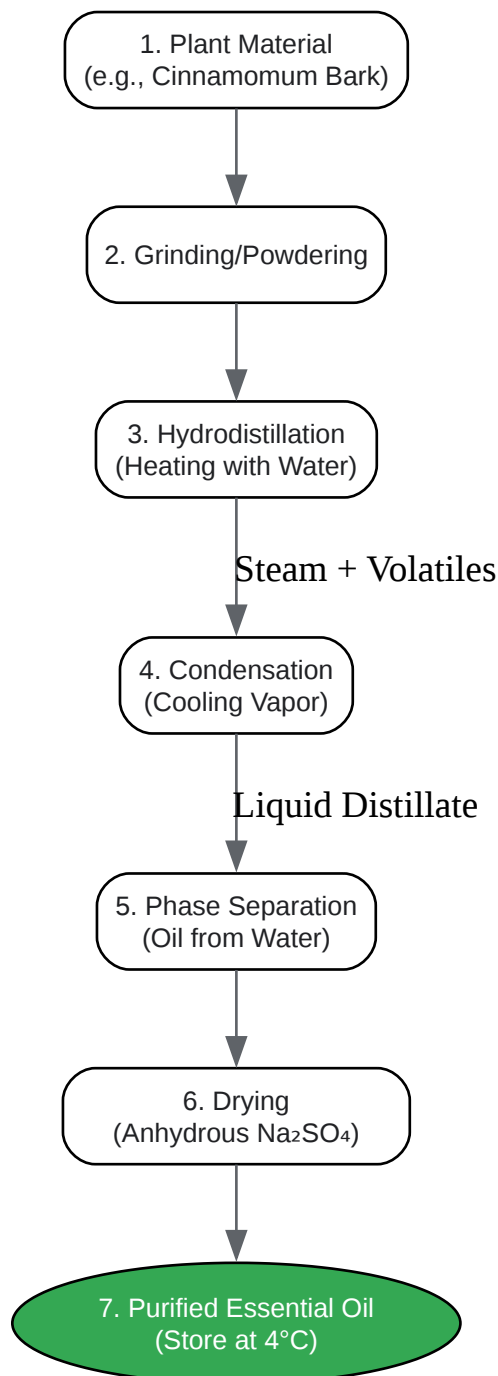 1. Plant Material
(e.g., Cinnamomum Bark)
2. Grinding/Powdering
3. Hydrodistillation
(Heating with Water)
Steam + Volatiles
4. Condensation
(Cooling Vapor)
Liquid Distillate
5. Phase Separation
(Oil from Water)
6. Drying
(Anhydrous Na₂SO₄)
7. Purified Essential Oil
(Store at 4°C)